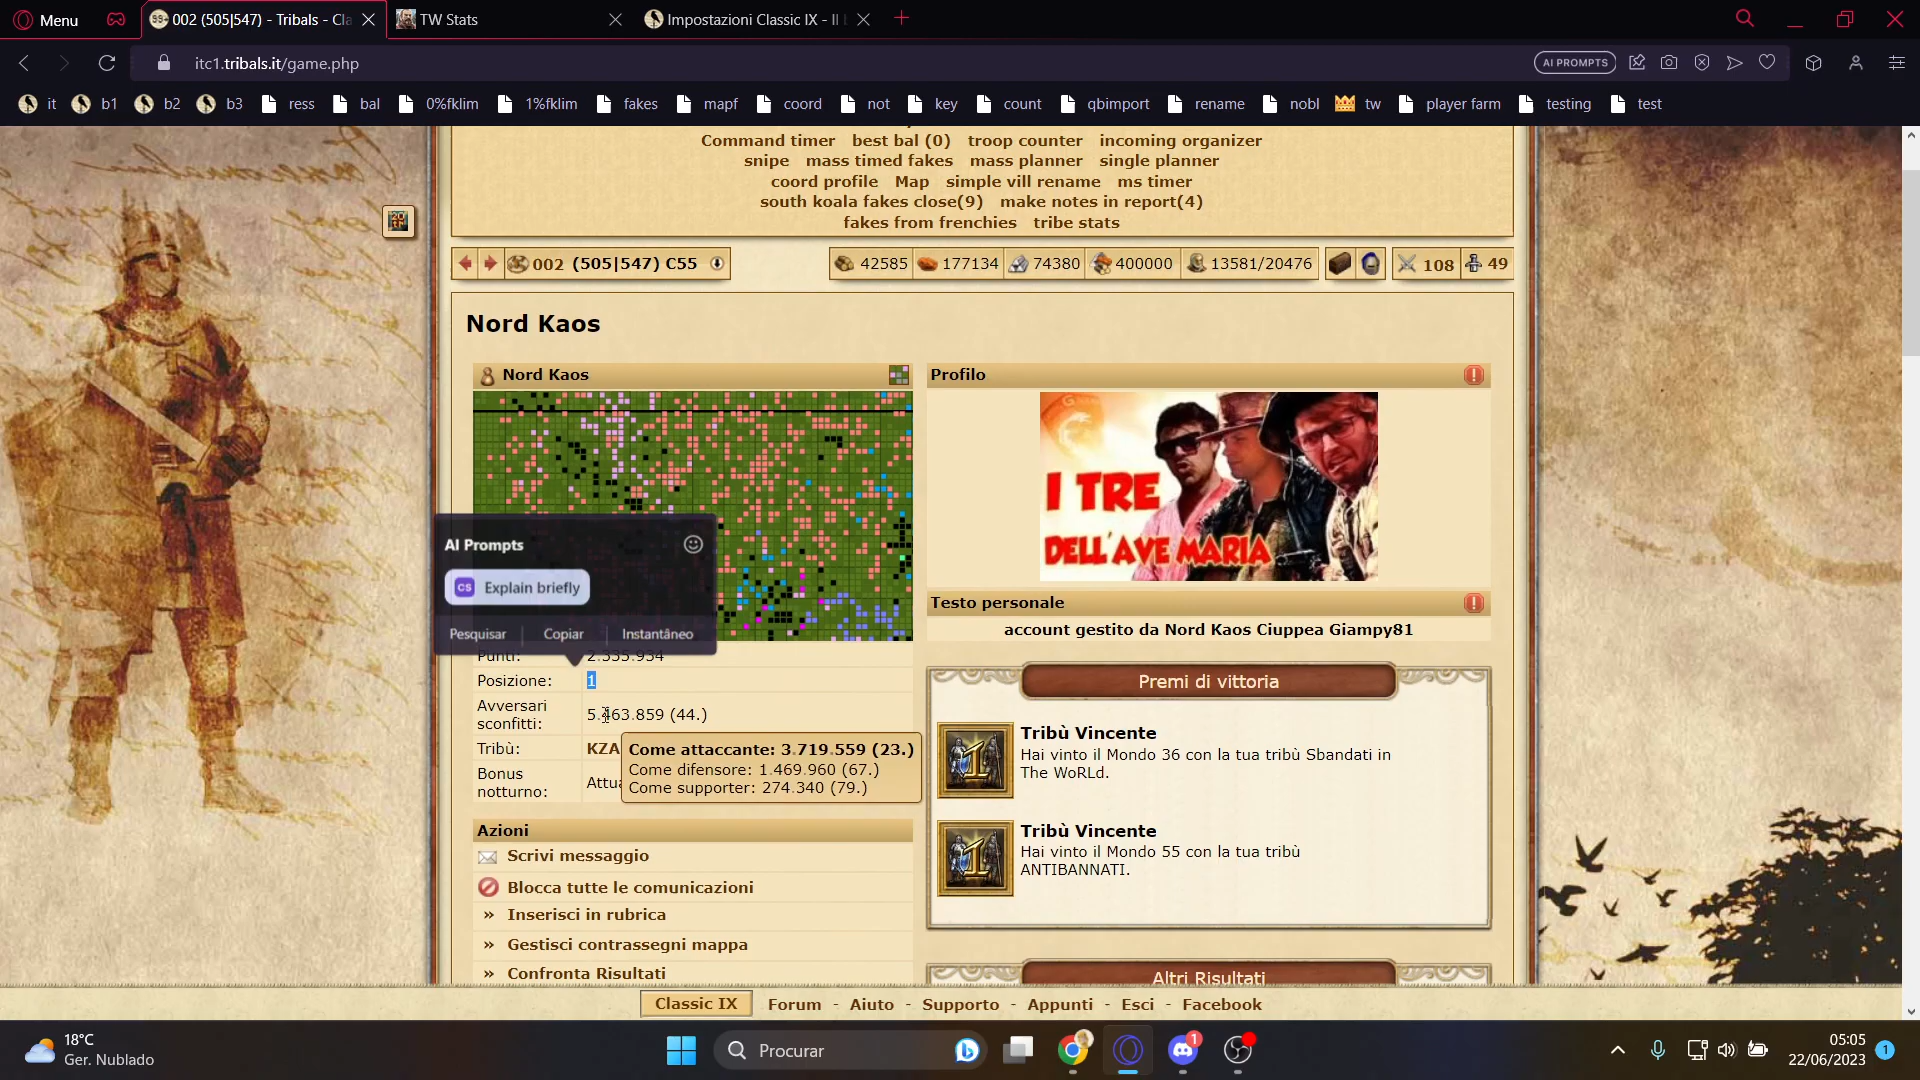 Menu
002 (505|547) - Tribals - Cla
TW Stats
Impostazioni Classic IX - Il b
itc1.tribals.it/game.php
AI PROMPTS
it b1 b2 b3 ress bal 0%fklim 1%fklim fakes mapf coord not key count qbimport rename nobl tw player farm testing test
Command timer best bal (0) troop counter incoming organizer
snipe mass timed fakes mass planner single planner
coord profile Map simple vill rename ms timer
south koala fakes close(9) make notes in report(4)
fakes from frenchies tribe stats
002 (505|547) C55
42585 177134 74380 400000 13581/20476 108 49
Nord Kaos
Nord Kaos
Profilo
I TRE
DELL'AVE MARIA
AI Prompts
CS Explain briefly
Pesquisar Copiar Instantâneo
Punti: 2.335.934
Posizione: 1
Avversari
sconfitti: 5.463.859 (44.)
Tribù: KZA
Bonus
notturno: Attua
Come attaccante: 3.719.559 (23.)
Come difensore: 1.469.960 (67.)
Come supporter: 274.340 (79.)
Azioni
Scrivi messaggio
Blocca tutte le comunicazioni
» Inserisci in rubrica
» Gestisci contrassegni mappa
» Confronta Risultati
Testo personale
account gestito da Nord Kaos Ciuppea Giampy81
Premi di vittoria
Tribù Vincente
Hai vinto il Mondo 36 con la tua tribù Sbandati in
The WoRLd.
Tribù Vincente
Hai vinto il Mondo 55 con la tua tribù
ANTIBANNATI.
Altri Risultati
Classic IX Forum - Aiuto - Supporto - Appunti - Esci - Facebook
18°C
Ger. Nublado
Procurar
1
05:05
22/06/2023
1